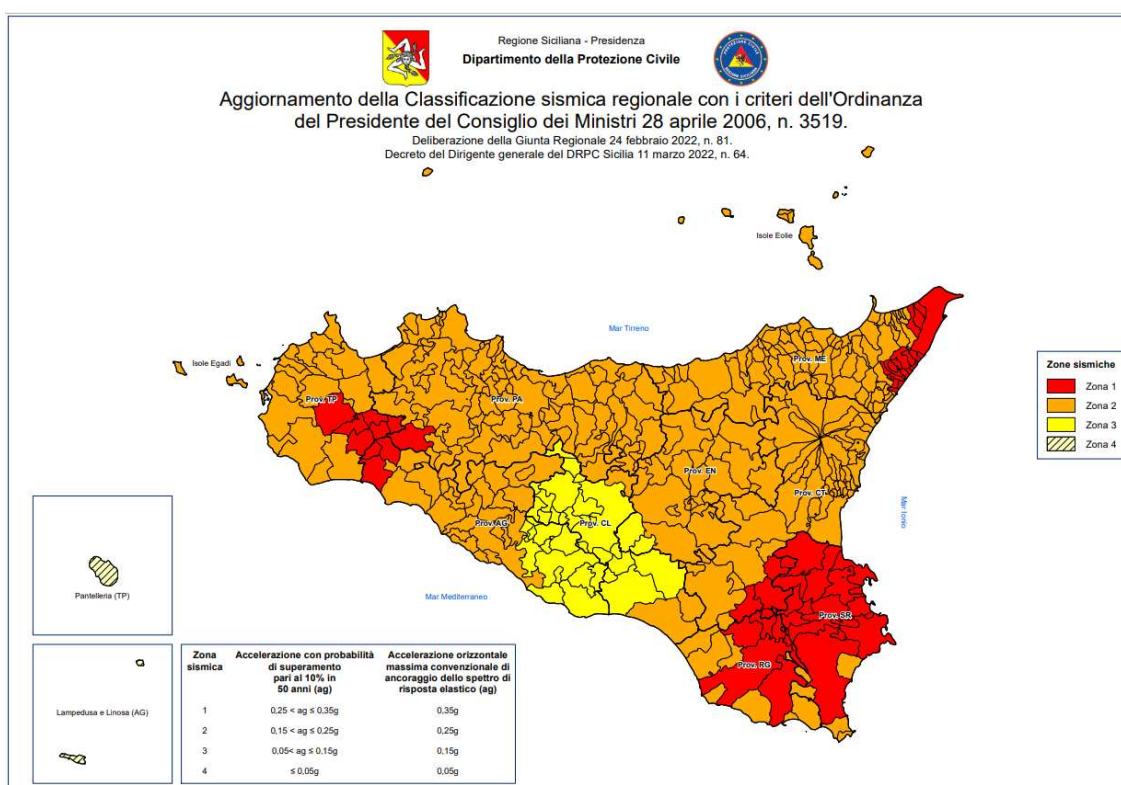 Regione Siciliana - Presidenza
Dipartimento della Protezione Civile
Aggiornamento della Classificazione sismica regionale con i criteri dell'Ordinanza
del Presidente del Consiglio dei Ministri 28 aprile 2006, n. 3519.
Deliberazione della Giunta Regionale 24 febbraio 2022, n. 81.
Decreto del Dirigente generale del DRPC Sicilia 11 marzo 2022, n. 64.
Isole Eolie
Mar Tirreno
Isole Egadi
Prov. ME
Zone sismiche
Zona 1
Zona 2
Zona 3
Zona 4
Prov. TP
Prov. PA
Prov. EN
Prov. CT
Mar Ionio
Prov. AG
Prov. CL
Pantelleria (TP)
Mar Mediterraneo
Prov. SR
Prov. RG
Lampedusa e Linosa (AG)
Zona sismica
Accelerazione con probabilità di superamento pari al 10% in 50 anni (ag)
Accelerazione orizzontale massima convenzionale di ancoraggio dello spettro di risposta elastico (ag)
1 0,25 < ag ≤ 0,35g 0,35g
2 0,15 < ag ≤ 0,25g 0,25g
3 0,05< ag ≤ 0,15g 0,15g
4 ≤ 0,05g 0,05g